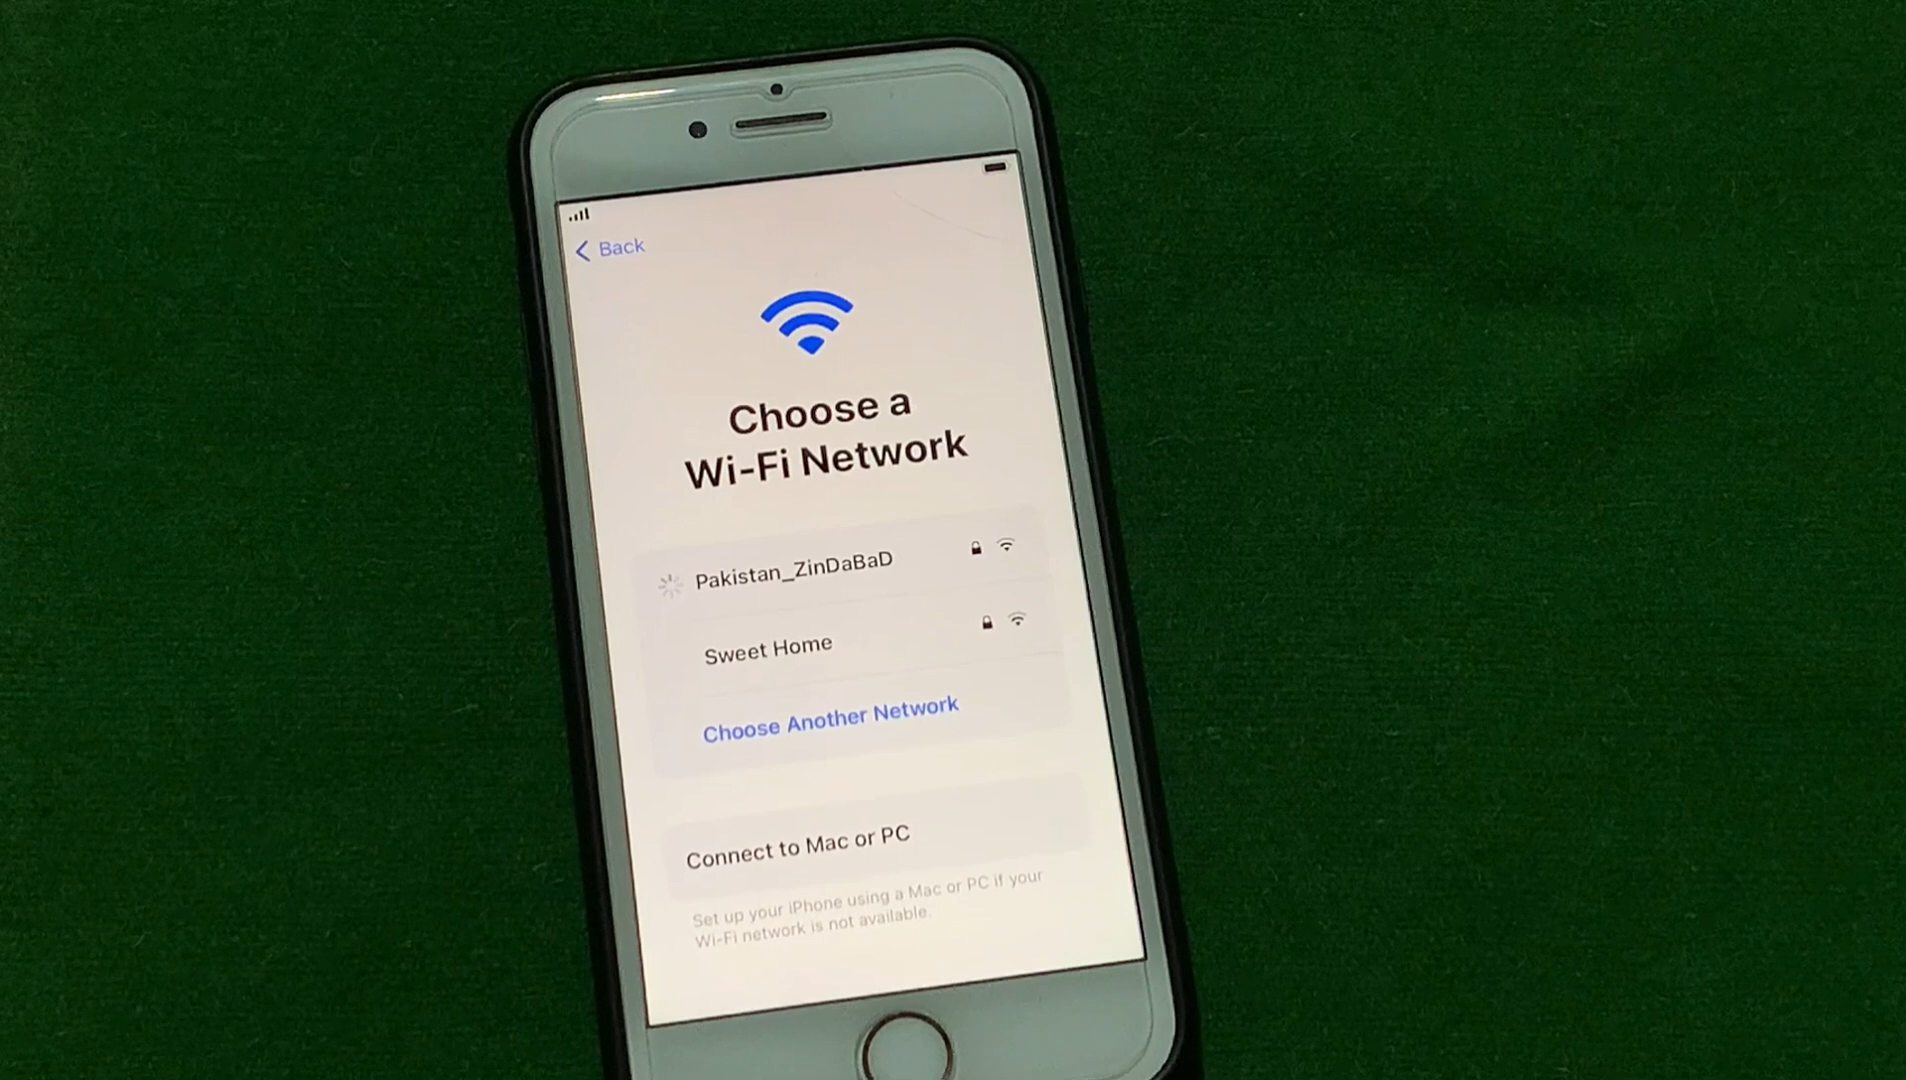 Back
Choose a
Wi-Fi Network
Pakistan_ZinDaBaD
Sweet Home
Choose Another Network
Connect to Mac or PC
Set up your iPhone using a Mac or PC if your
Wi-Fi network is not available.